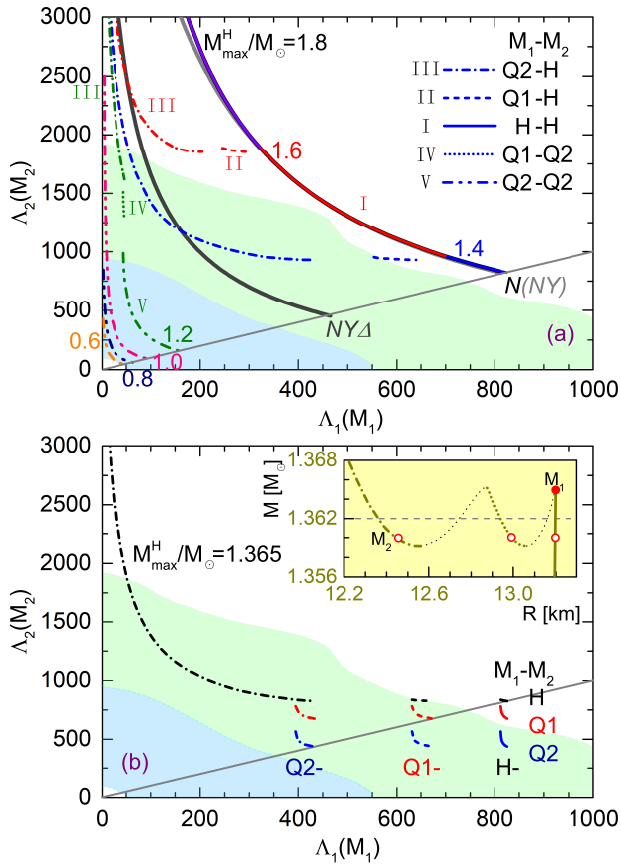 3000
2500
2000
1500
1000
500
0
Λ₂(M₂)
M^H_max/M_⊙=1.8
M₁-M₂
III Q2-H
II Q1-H
I H-H
IV Q1-Q2
V Q2-Q2
III
III
II
1.6
I
IV
1.4
N(NY)
V
NYΔ
1.2
(a)
0.6
1.0
0.8
0 200 400 600 800 1000
Λ₁(M₁)
3000
2500
2000
1500
1000
500
0
Λ₂(M₂)
M^H_max/M_⊙=1.365
M [M_⊙]
1.368
1.362
1.356
M₁
M₂
12.2 12.6 13.0
R [km]
M₁-M₂
H
Q1
Q2
(b)
Q2-
Q1-
H-
0 200 400 600 800 1000
Λ₁(M₁)